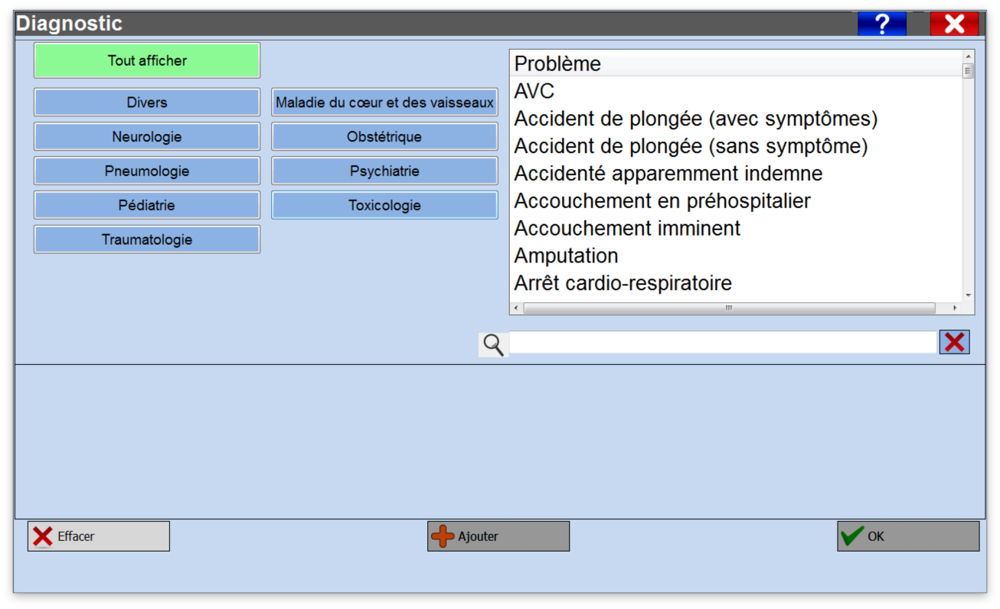 Diagnostic
?
Tout afficher
Divers
Maladie du cœur et des vaisseaux
Neurologie
Obstétrique
Pneumologie
Psychiatrie
Pédiatrie
Toxicologie
Traumatologie
Problème
AVC
Accident de plongée (avec symptômes)
Accident de plongée (sans symptôme)
Accidenté apparemment indemne
Accouchement en préhospitalier
Accouchement imminent
Amputation
Arrêt cardio-respiratoire
Effacer
Ajouter
OK